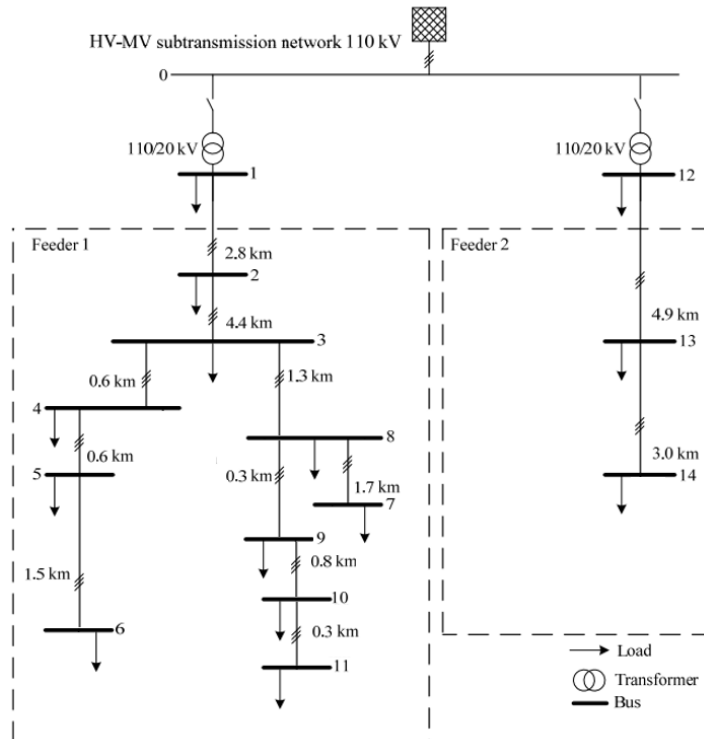 HV-MV subtransmission network 110 kV
0
110/20 kV
110/20 kV
1
12
Feeder 1
Feeder 2
2.8 km
2
4.4 km
4.9 km
3
13
0.6 km
1.3 km
4
8
0.6 km
0.3 km
3.0 km
5
1.7 km
14
7
9
1.5 km
0.8 km
10
6
0.3 km
11
Load
Transformer
Bus